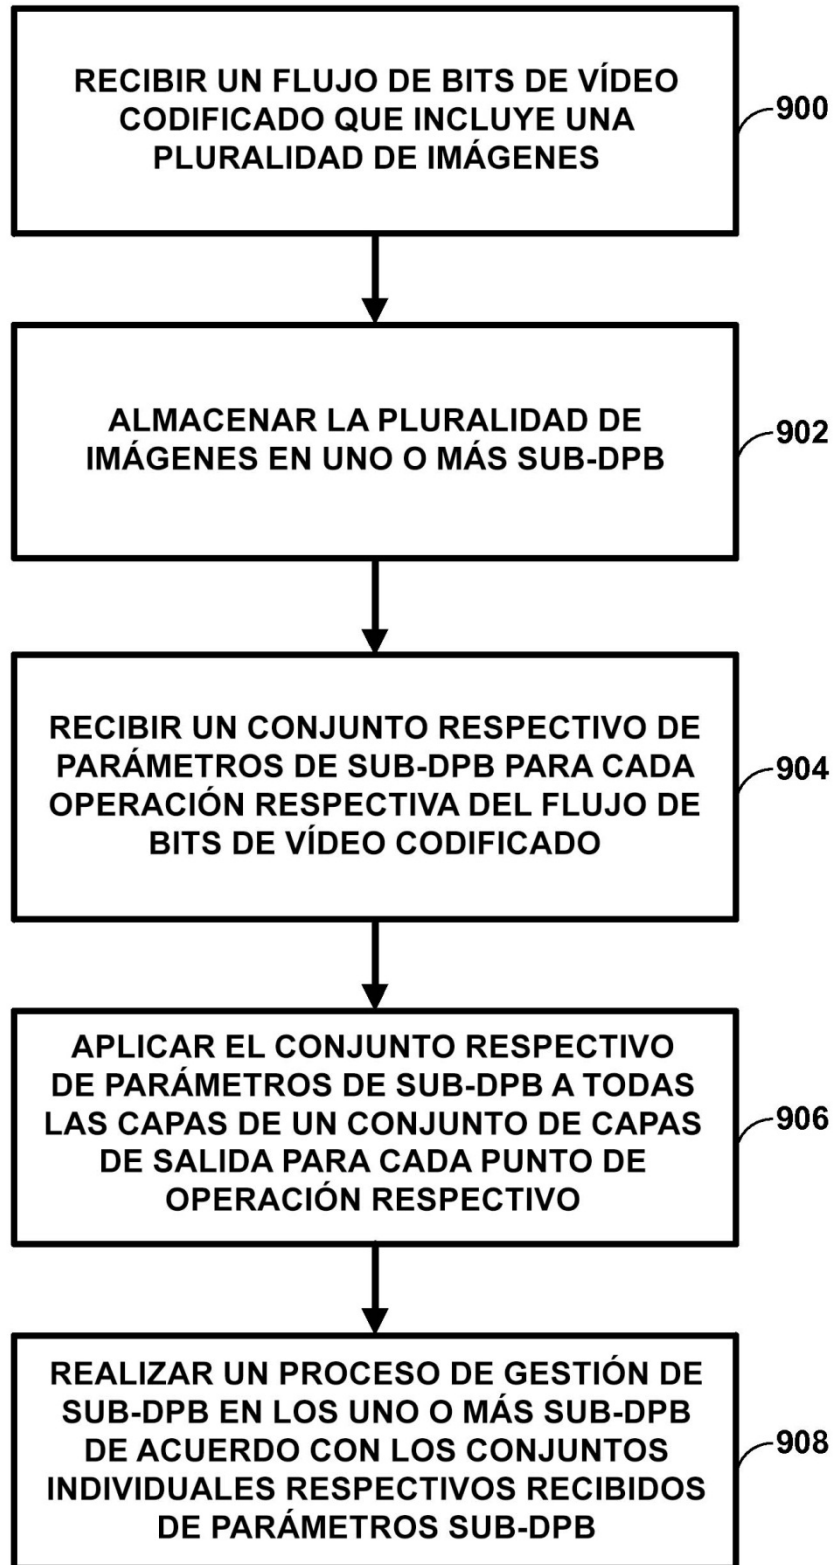 RECIBIR UN FLUJO DE BITS DE VÍDEO
CODIFICADO QUE INCLUYE UNA
PLURALIDAD DE IMÁGENES
900
ALMACENAR LA PLURALIDAD DE
IMÁGENES EN UNO O MÁS SUB-DPB
902
RECIBIR UN CONJUNTO RESPECTIVO DE
PARÁMETROS DE SUB-DPB PARA CADA
OPERACIÓN RESPECTIVA DEL FLUJO DE
BITS DE VÍDEO CODIFICADO
904
APLICAR EL CONJUNTO RESPECTIVO
DE PARÁMETROS DE SUB-DPB A TODAS
LAS CAPAS DE UN CONJUNTO DE CAPAS
DE SALIDA PARA CADA PUNTO DE
OPERACIÓN RESPECTIVO
906
REALIZAR UN PROCESO DE GESTIÓN DE
SUB-DPB EN LOS UNO O MÁS SUB-DPB
DE ACUERDO CON LOS CONJUNTOS
INDIVIDUALES RESPECTIVOS RECIBIDOS
DE PARÁMETROS SUB-DPB
908